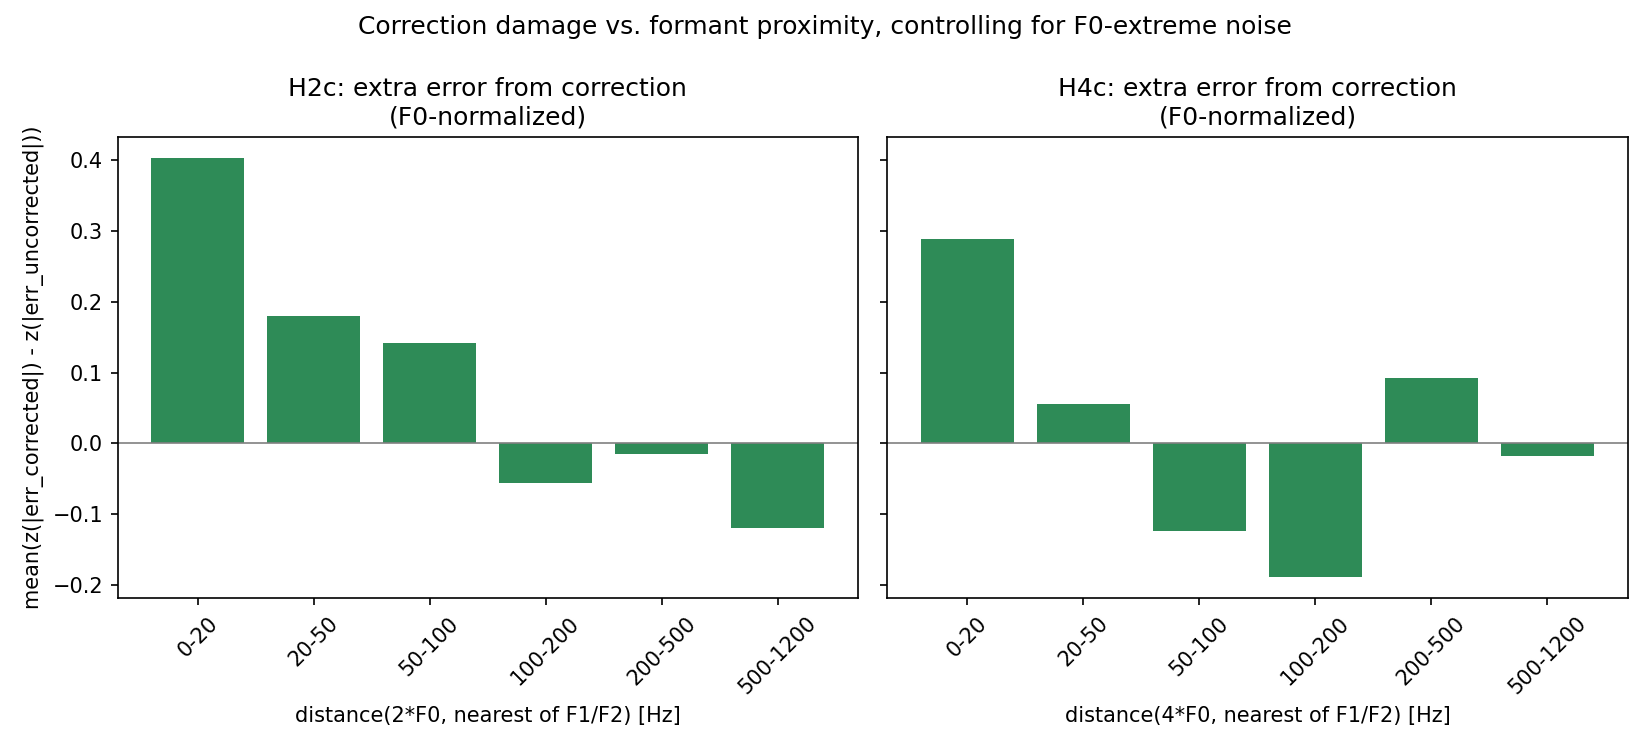 Correction damage vs. formant proximity, controlling for F0-extreme noise
H2c: extra error from correction
(F0-normalized)
mean(z(|err_corrected|) - z(|err_uncorrected|))
0.4
0.3
0.2
0.1
0.0
−0.1
−0.2
0-20
20-50
50-100
100-200
200-500
500-1200
distance(2*F0, nearest of F1/F2) [Hz]
H4c: extra error from correction
(F0-normalized)
0-20
20-50
50-100
100-200
200-500
500-1200
distance(4*F0, nearest of F1/F2) [Hz]